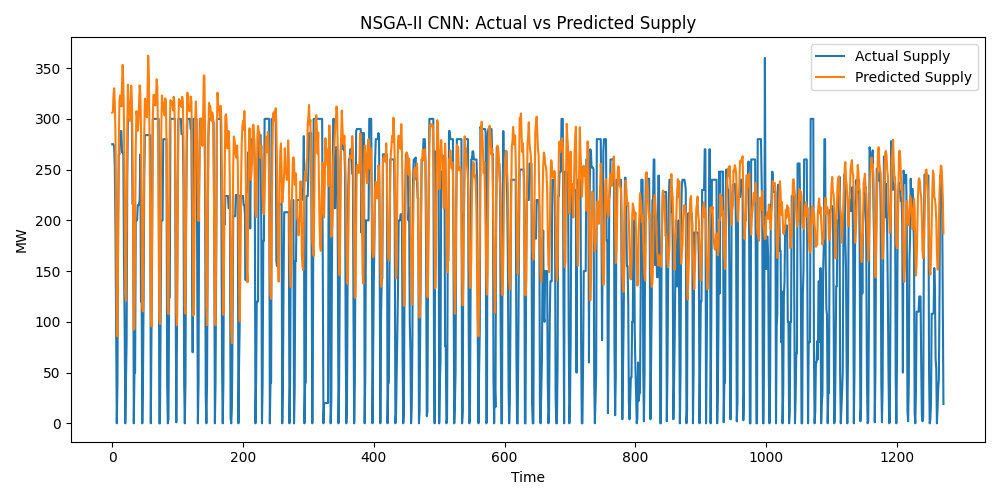 NSGA-II CNN: Actual vs Predicted Supply
Actual Supply
Predicted Supply
MW
350
300
250
200
150
100
50
0
0 200 400 600 800 1000 1200
Time